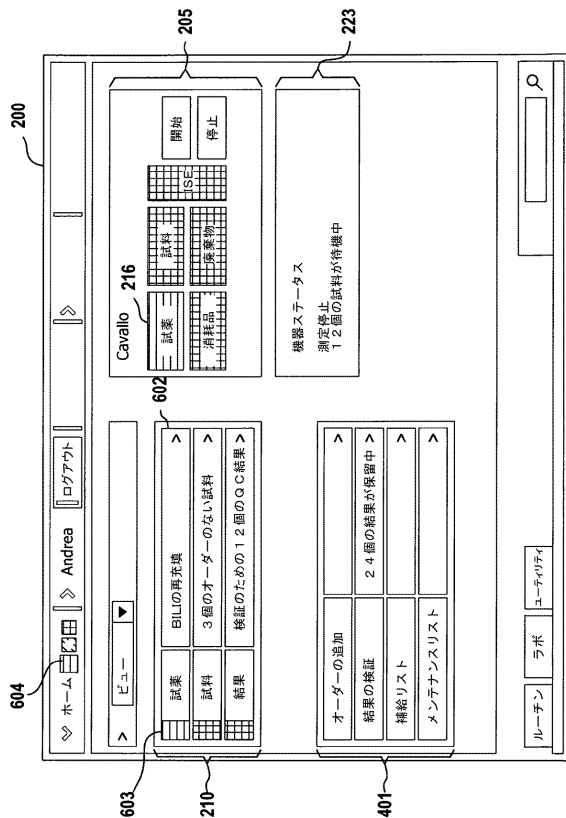 200
604
ホーム
Andrea
ログアウト
ビュー
603
210
試薬
BILIの再充填
試料
3個のオーダーのない試料
結果
検証のための12個のQC結果
602
401
オーダーの追加
結果の検証
24個の結果が保留中
補給リスト
メンテナンスリスト
205
Cavallo
216
試薬
試料
ISE
開始
消耗品
廃棄物
停止
223
機器ステータス
測定停止
12個の試料が待機中
ルーチン
ラボ
ユーティリティ